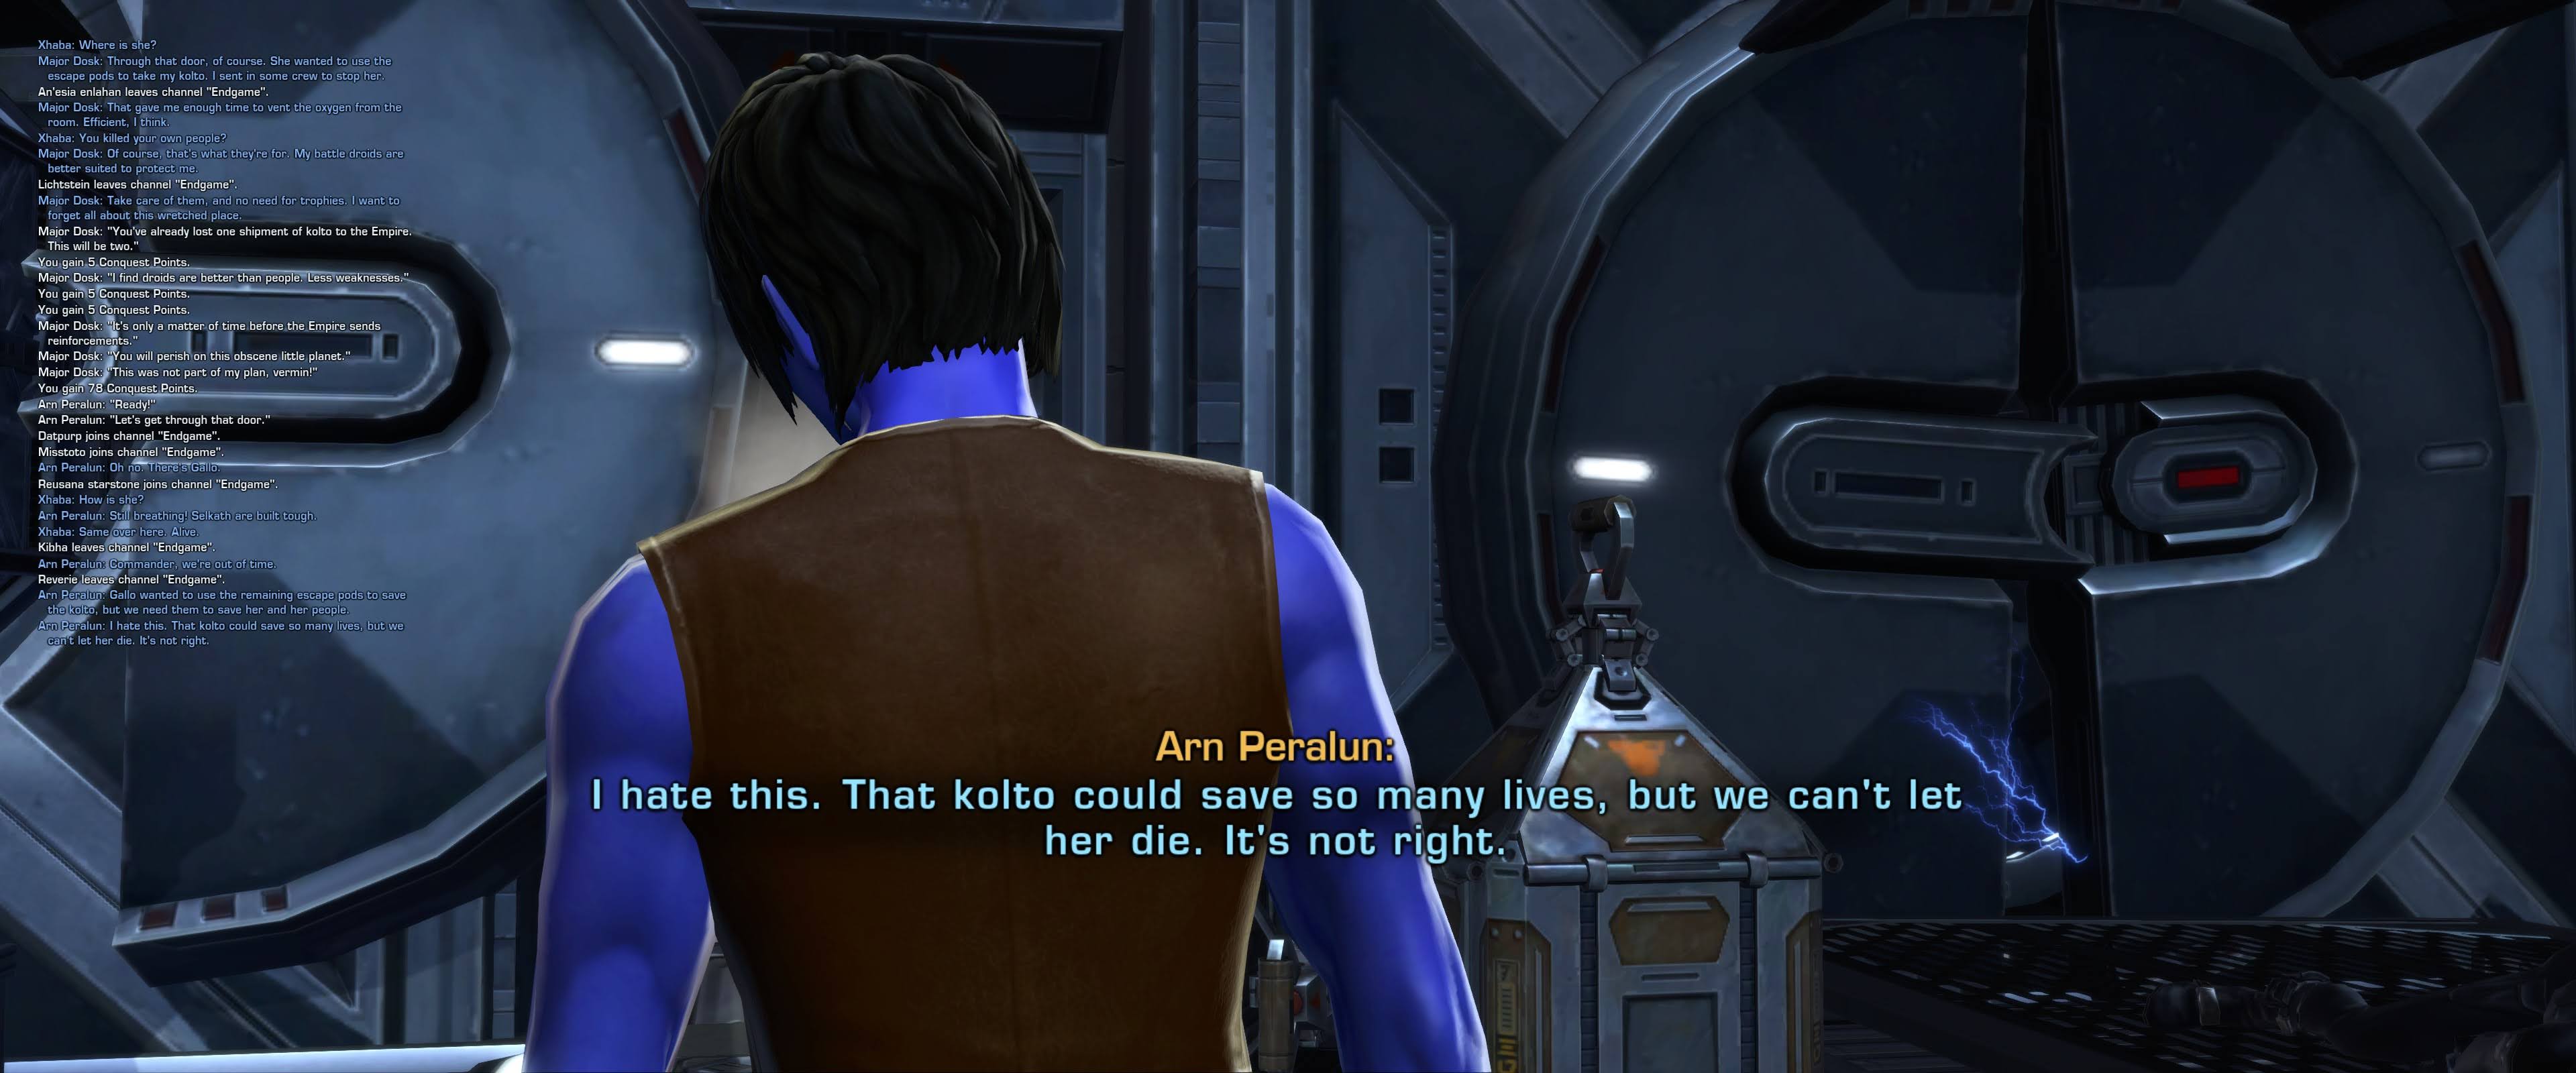 Xhaba: Where is she?
Major Dosk: Through that door, of course. She wanted to use the
escape pods to take my kolto. I sent in some crew to stop her.
An'esia enlahan leaves channel "Endgame".
Major Dosk: That gave me enough time to vent the oxygen from the
room. Efficient, I think.
Xhaba: You killed your own people?
Major Dosk: Of course, that's what they're for. My battle droids are
better suited to protect me.
Lichtstein leaves channel "Endgame".
Major Dosk: Take care of them, and no need for trophies. I want to
forget all about this wretched place.
Major Dosk: "You've already lost one shipment of kolto to the Empire.
This will be two."
You gain 5 Conquest Points.
Major Dosk: "I find droids are better than people. Less weaknesses."
You gain 5 Conquest Points.
You gain 5 Conquest Points.
Major Dosk: "It's only a matter of time before the Empire sends
reinforcements."
Major Dosk: "You will perish on this obscene little planet."
Major Dosk: "This was not part of my plan, vermin!"
You gain 78 Conquest Points.
Arn Peralun: "Ready!"
Arn Peralun: "Let's get through that door."
Datpurp joins channel "Endgame".
Misstoto joins channel "Endgame".
Arn Peralun: Oh no. There's Gallo.
Reusana starstone joins channel "Endgame".
Xhaba: How is she?
Arn Peralun: Still breathing! Selkath are built tough.
Xhaba: Same over here. Alive.
Kibha leaves channel "Endgame".
Arn Peralun: Commander, we're out of time.
Reverie leaves channel "Endgame".
Arn Peralun: Gallo wanted to use the remaining escape pods to save
the kolto, but we need them to save her and her people.
Arn Peralun: I hate this. That kolto could save so many lives, but we
can't let her die. It's not right.
Arn Peralun:
I hate this. That kolto could save so many lives, but we can't let
her die. It's not right.